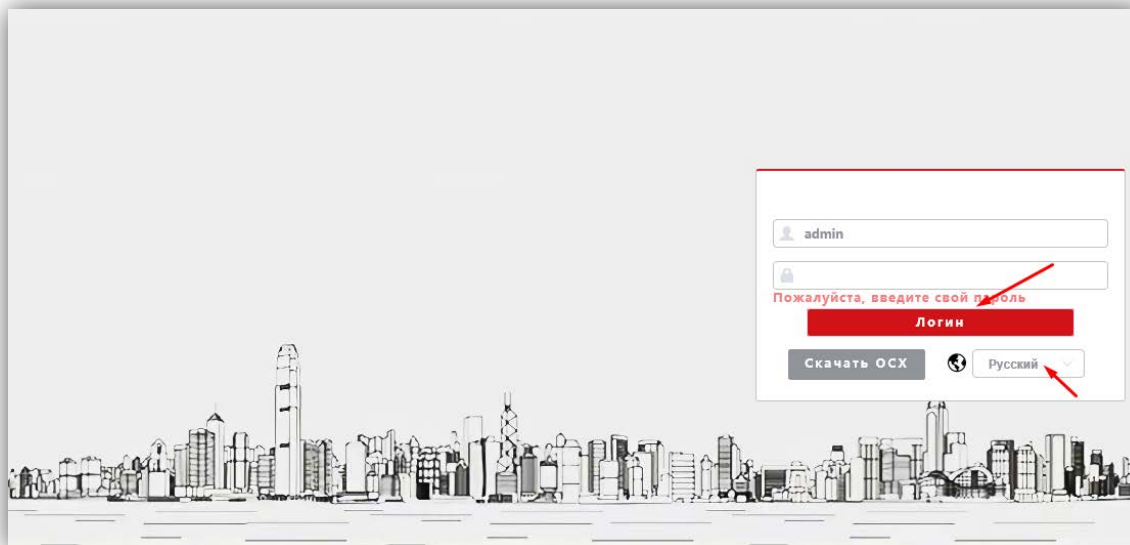 admin
Пожалуйста, введите свой пароль
Логин
Скачать OCX
Русский